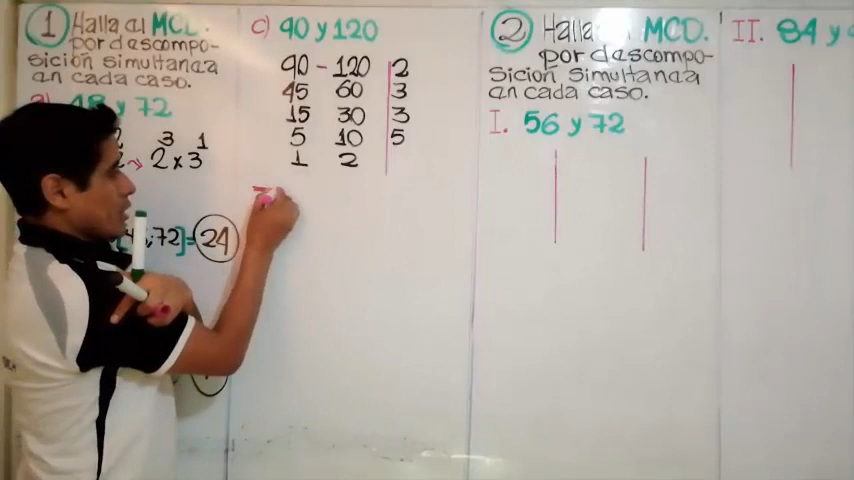 1 Halla el MCD.
por descompo-
sición simultanea
en cada caso.
48 y 72
3 1
2 x 3
,72]=24
c) 90 y 120
90 - 120 2
45 60 3
15 30 3
5 10 5
1 2
2 Halla MCD.
por descompo-
sición simultanea
en cada caso.
I. 56 y 72
II. 84 y